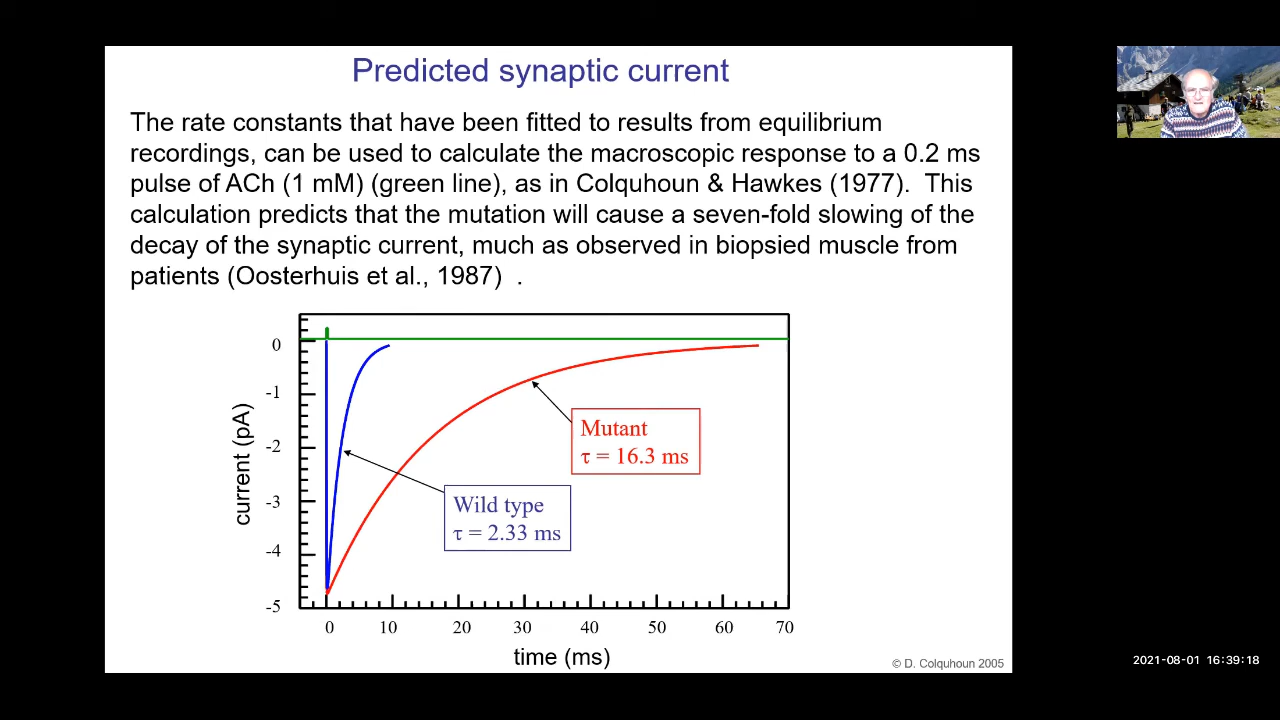 Predicted synaptic current
The rate constants that have been fitted to results from equilibrium
recordings, can be used to calculate the macroscopic response to a 0.2 ms
pulse of ACh (1 mM) (green line), as in Colquhoun & Hawkes (1977).  This
calculation predicts that the mutation will cause a seven-fold slowing of the
decay of the synaptic current, much as observed in biopsied muscle from
patients (Oosterhuis et al., 1987)  .
0
-1
-2
-3
-4
-5
current (pA)
Mutant
τ = 16.3 ms
Wild type
τ = 2.33 ms
0 10 20 30 40 50 60 70
time (ms)
© D. Colquhoun 2005
2021-08-01 16:39:18